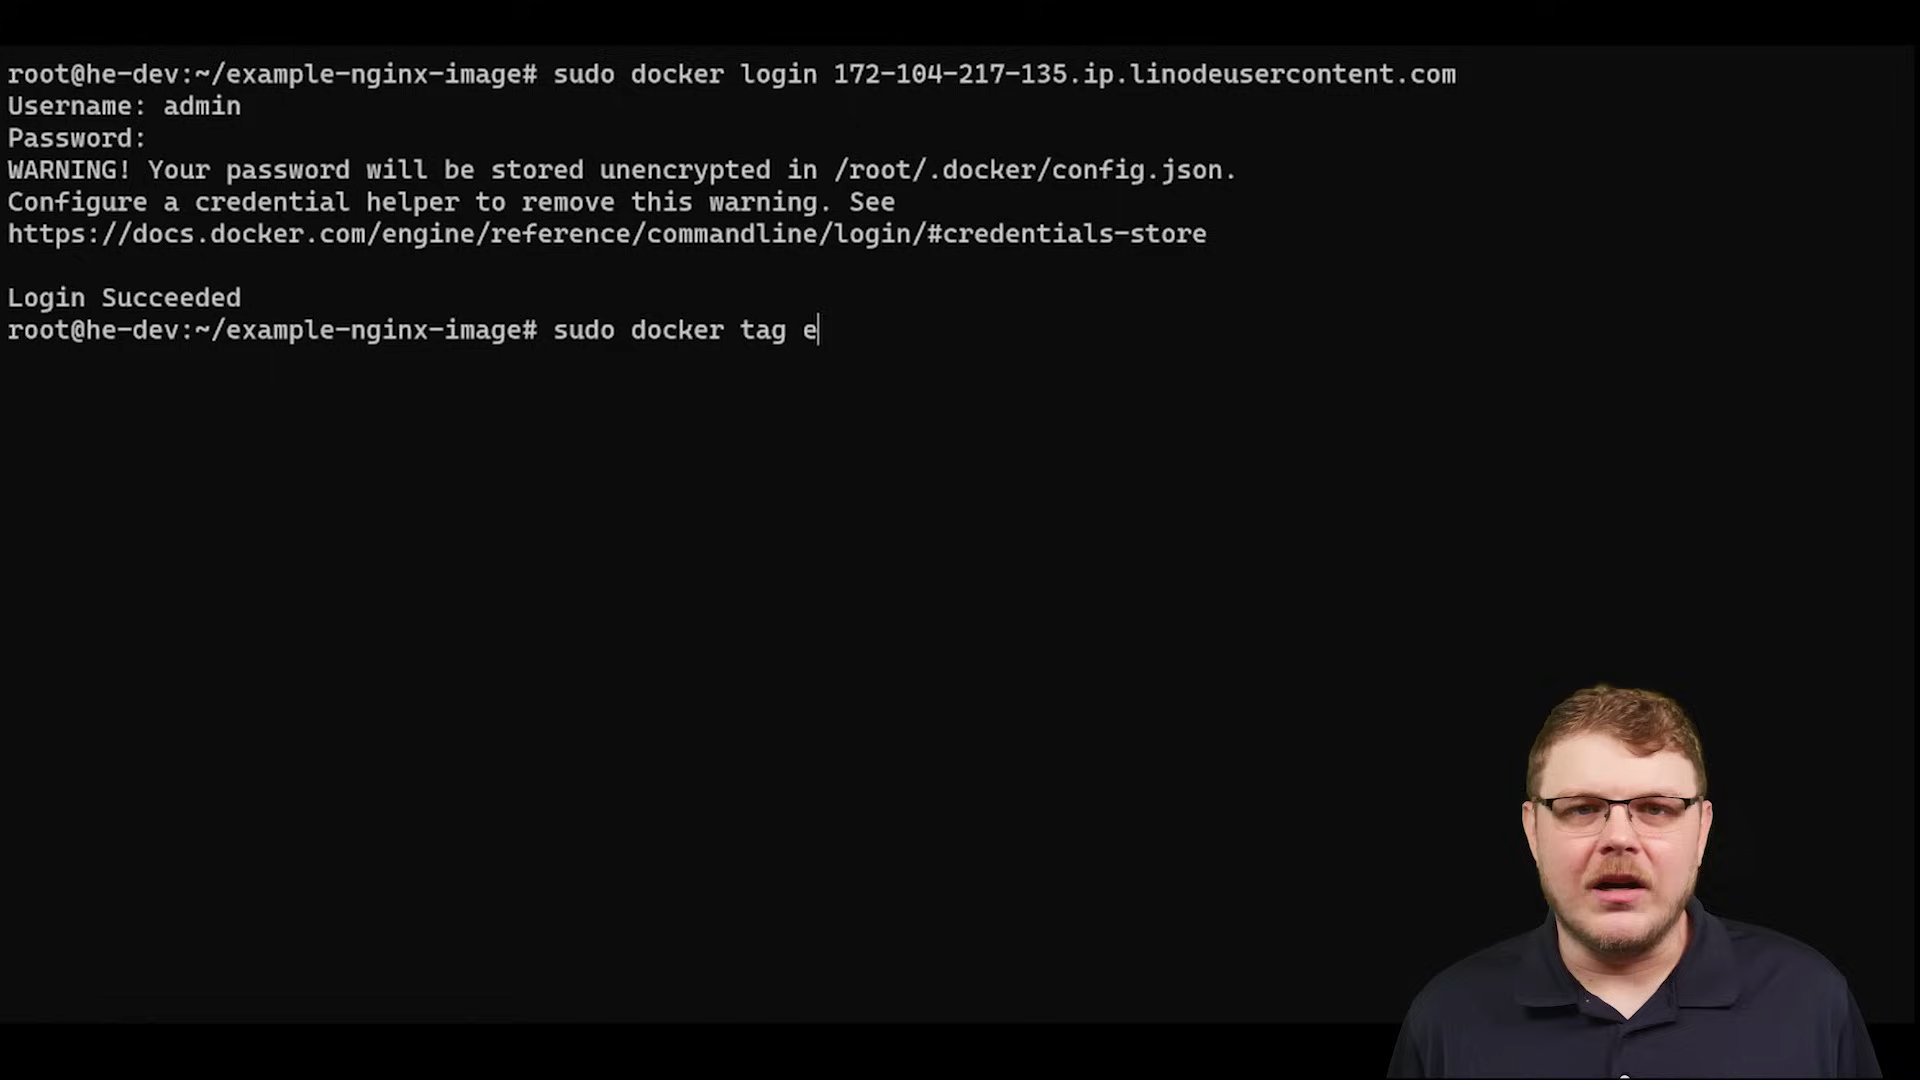 root@he-dev:~/example-nginx-image# sudo docker login 172-104-217-135.ip.linodeusercontent.com
Username: admin
Password:
WARNING! Your password will be stored unencrypted in /root/.docker/config.json.
Configure a credential helper to remove this warning. See
https://docs.docker.com/engine/reference/commandline/login/#credentials-store
Login Succeeded
root@he-dev:~/example-nginx-image# sudo docker tag e